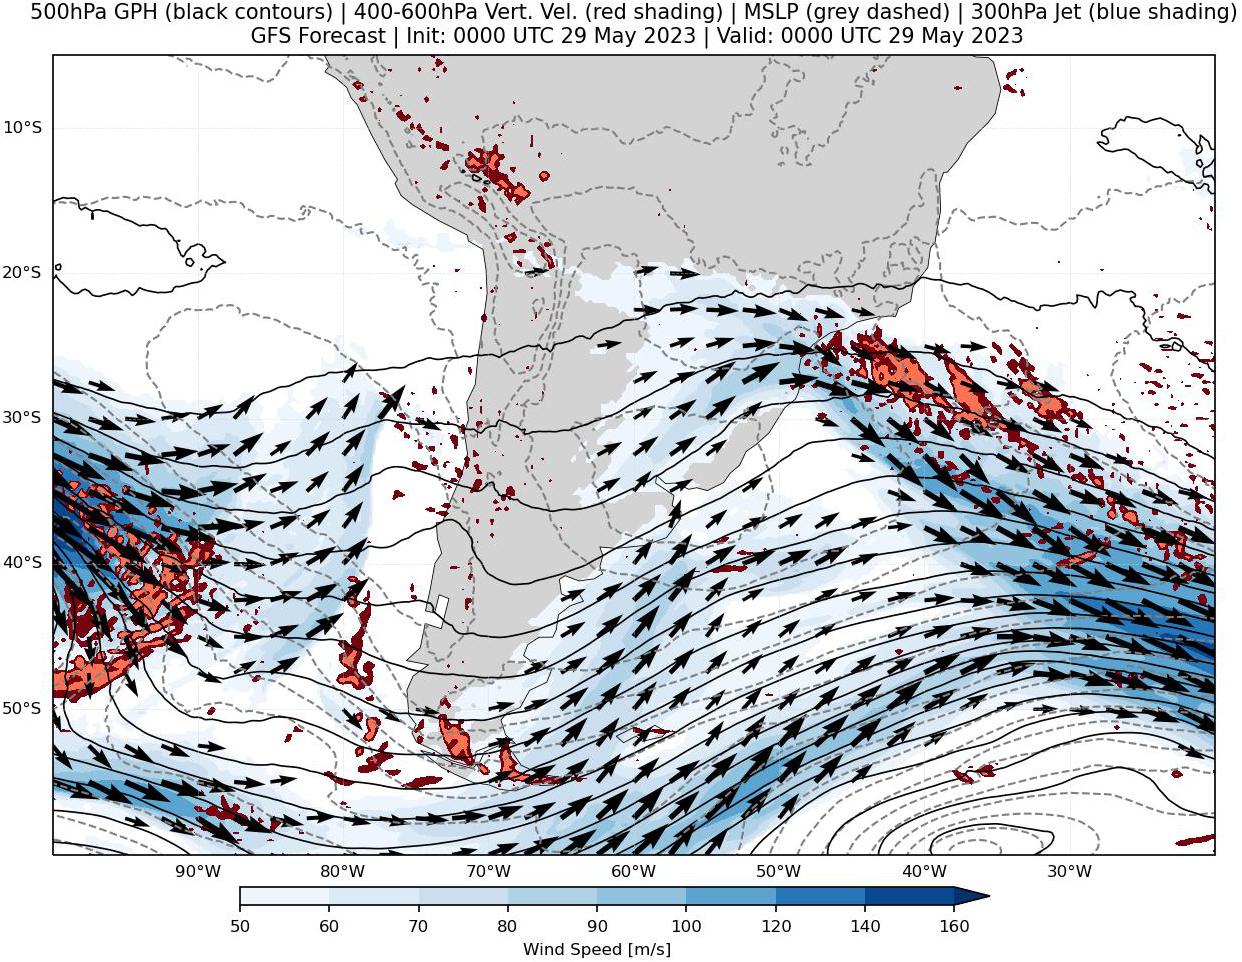 500hPa GPH (black contours) | 400-600hPa Vert. Vel. (red shading) | MSLP (grey dashed) | 300hPa Jet (blue shading)
GFS Forecast | Init: 0000 UTC 29 May 2023 | Valid: 0000 UTC 29 May 2023
10°S
20°S
30°S
40°S
50°S
90°W 80°W 70°W 60°W 50°W 40°W 30°W
50 60 70 80 90 100 120 140 160
Wind Speed [m/s]